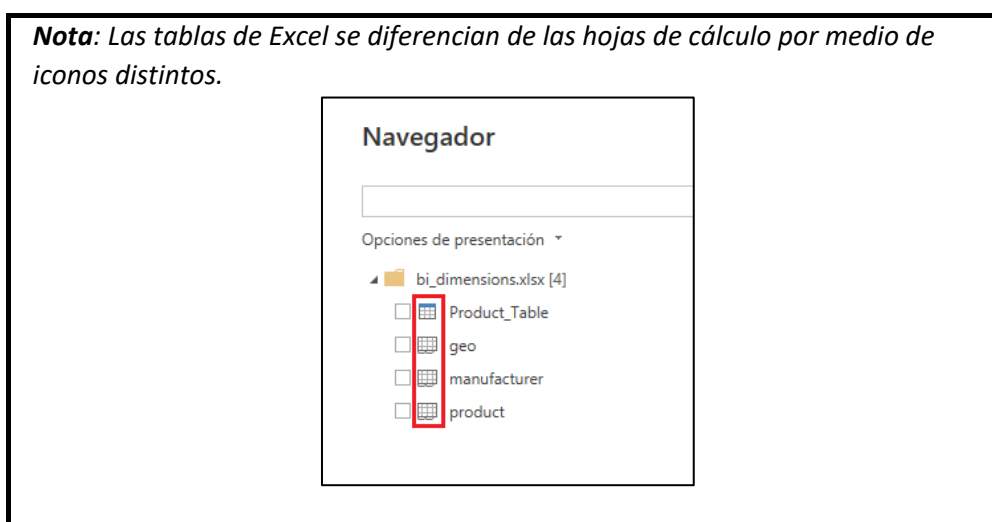 Nota: Las tablas de Excel se diferencian de las hojas de cálculo por medio de
iconos distintos.
Navegador
Opciones de presentación
bi_dimensions.xlsx [4]
Product_Table
geo
manufacturer
product